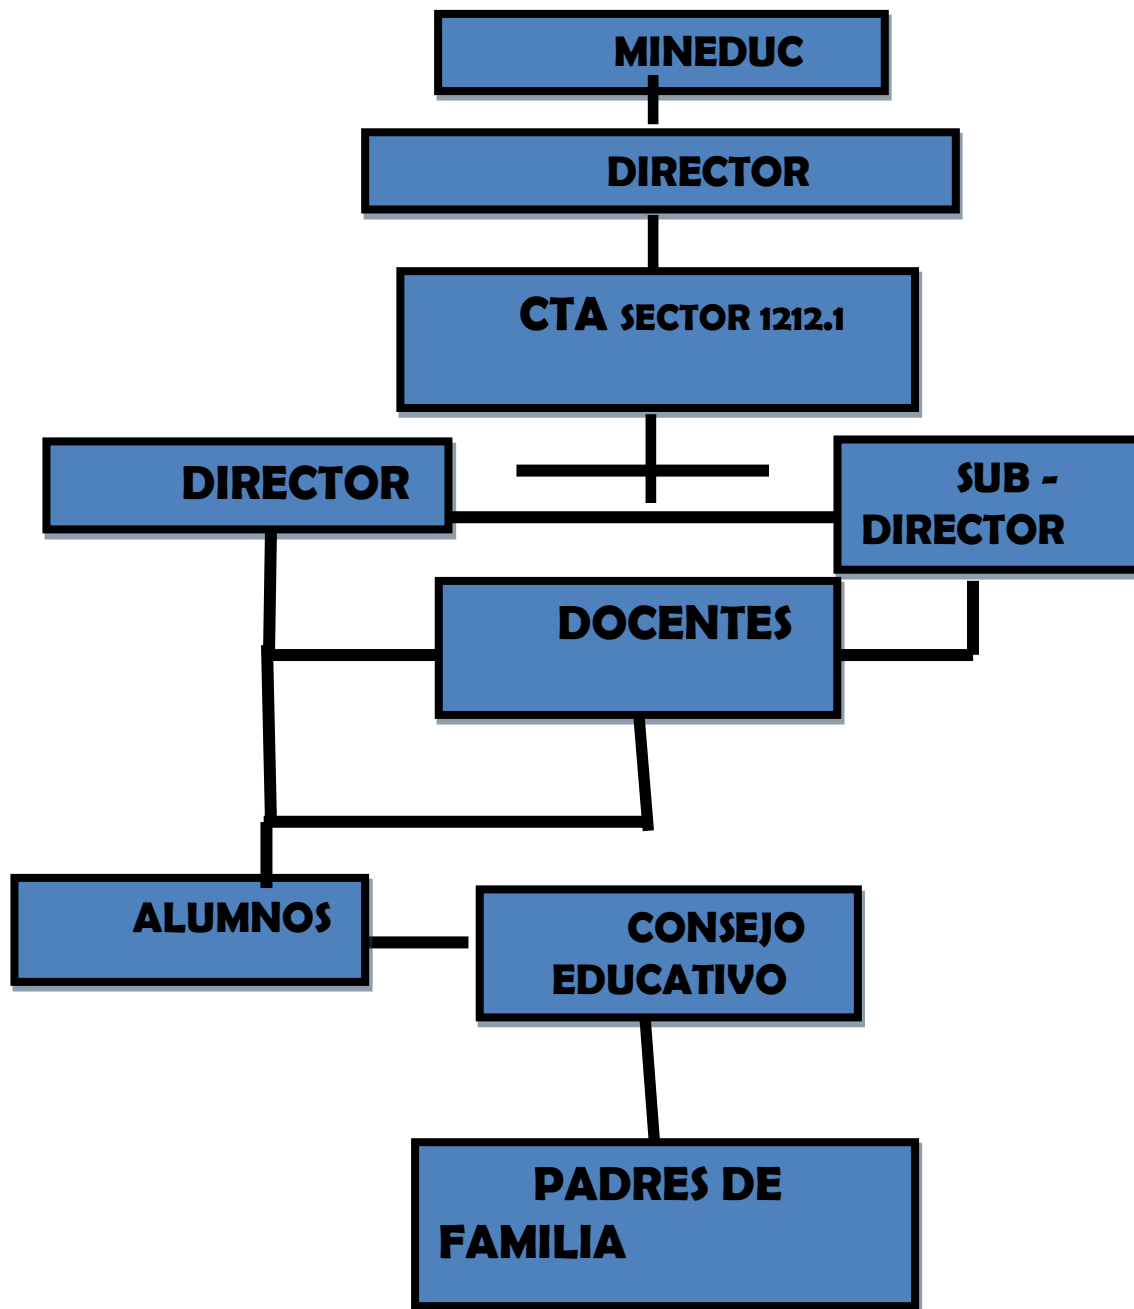 MINEDUC
DIRECTOR
CTA SECTOR 1212.1
DIRECTOR
SUB -
DIRECTOR
DOCENTES
ALUMNOS
CONSEJO
EDUCATIVO
PADRES DE
FAMILIA